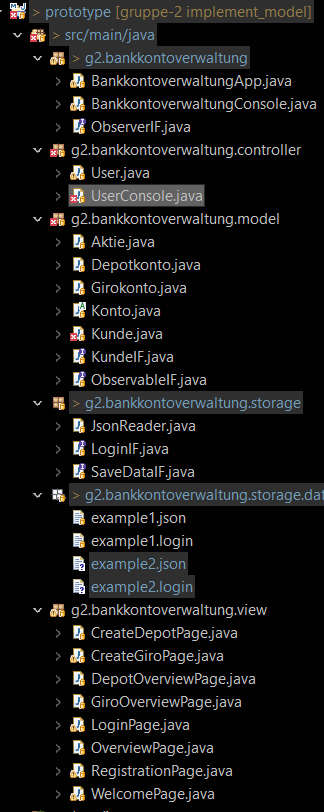 > prototype [gruppe-2 implement_model]
> src/main/java
> g2.bankkontoverwaltung
BankkontoverwaltungApp.java
BankkontoverwaltungConsole.java
ObserverIF.java
g2.bankkontoverwaltung.controller
User.java
UserConsole.java
g2.bankkontoverwaltung.model
Aktie.java
Depotkonto.java
Girokonto.java
Konto.java
Kunde.java
KundeIF.java
ObservableIF.java
> g2.bankkontoverwaltung.storage
JsonReader.java
LoginIF.java
SaveDataIF.java
> g2.bankkontoverwaltung.storage.dat
example1.json
example1.login
example2.json
example2.login
g2.bankkontoverwaltung.view
CreateDepotPage.java
CreateGiroPage.java
DepotOverviewPage.java
GiroOverviewPage.java
LoginPage.java
OverviewPage.java
RegistrationPage.java
WelcomePage.java